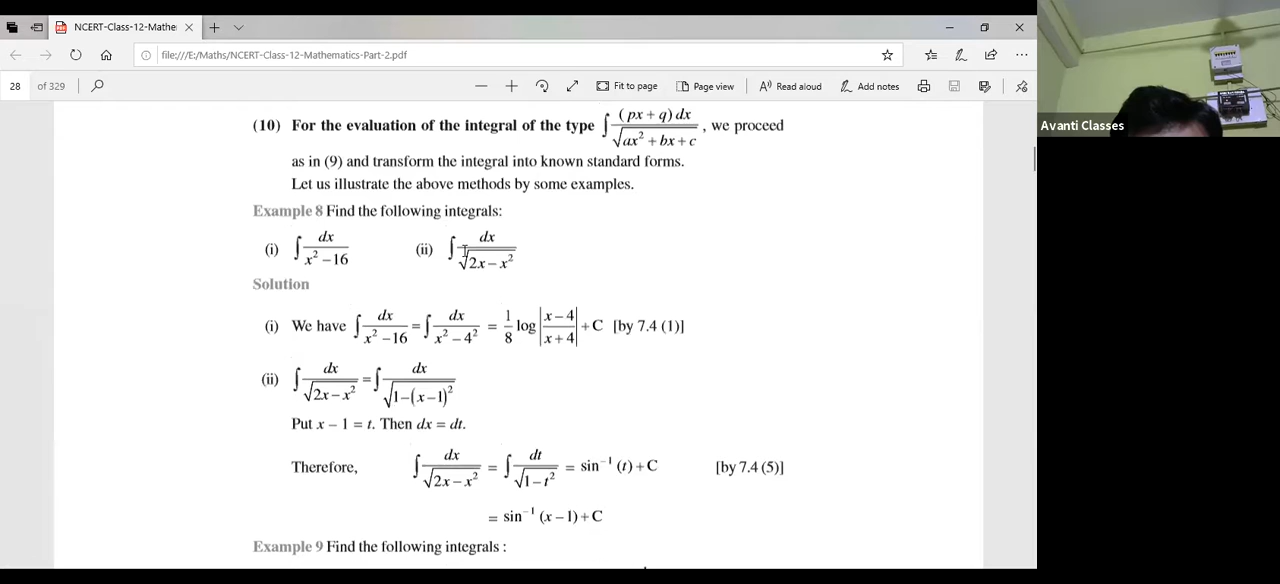 NCERT-Class-12-Mathe
file:///E:/Maths/NCERT-Class-12-Mathematics-Part-2.pdf
28 of 329
Fit to page
Page view
Read aloud
Add notes
Avanti Classes
(10) For the evaluation of the integral of the type ∫ (px + q) dx / √(ax² + bx + c) , we proceed
as in (9) and transform the integral into known standard forms.
Let us illustrate the above methods by some examples.
Example 8 Find the following integrals:
(i) ∫ dx / (x² – 16) (ii) ∫ dx / √(2x – x²)
Solution
(i) We have ∫ dx / (x² – 16) = ∫ dx / (x² – 4²) = 1/8 log |(x – 4)/(x + 4)| + C [by 7.4 (1)]
(ii) ∫ dx / √(2x – x²) = ∫ dx / √(1 – (x – 1)²)
Put x – 1 = t. Then dx = dt.
Therefore, ∫ dx / √(2x – x²) = ∫ dt / √(1 – t²) = sin⁻¹ (t) + C [by 7.4 (5)]
= sin⁻¹ (x – 1) + C
Example 9 Find the following integrals :